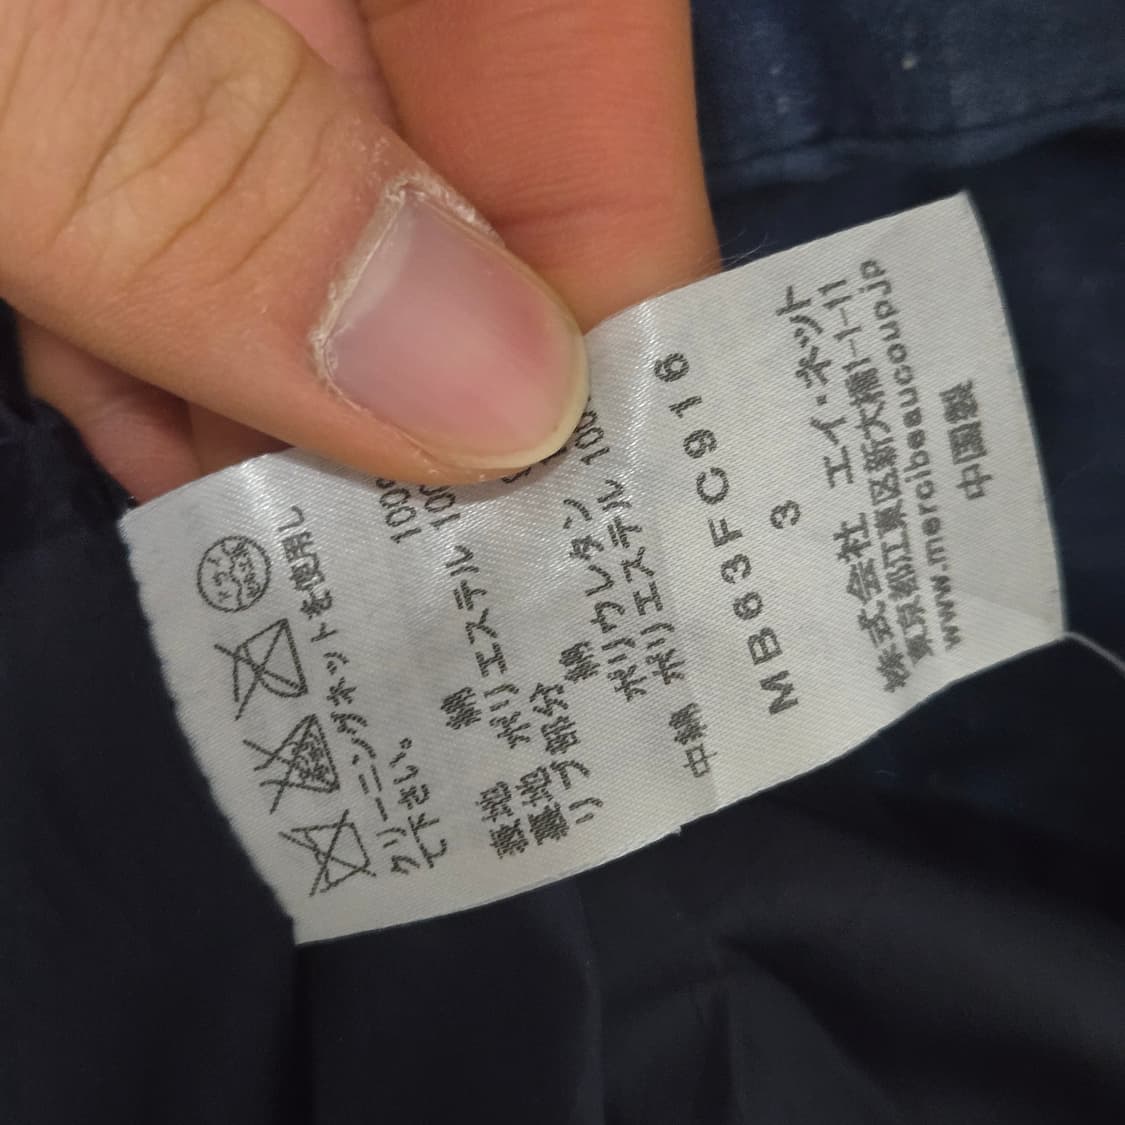 クリーニングネットを使用し
て下さい。
表地 綿 100
裏地 ポリエステル 100
リブ部分 綿
ポリウレタン
中綿 ポリエステル 100
MB63FC916
3
株式会社 エイ・ネット
東京都江東区新大橋1-1-11
www.mercibeaucoup.jp
中国製